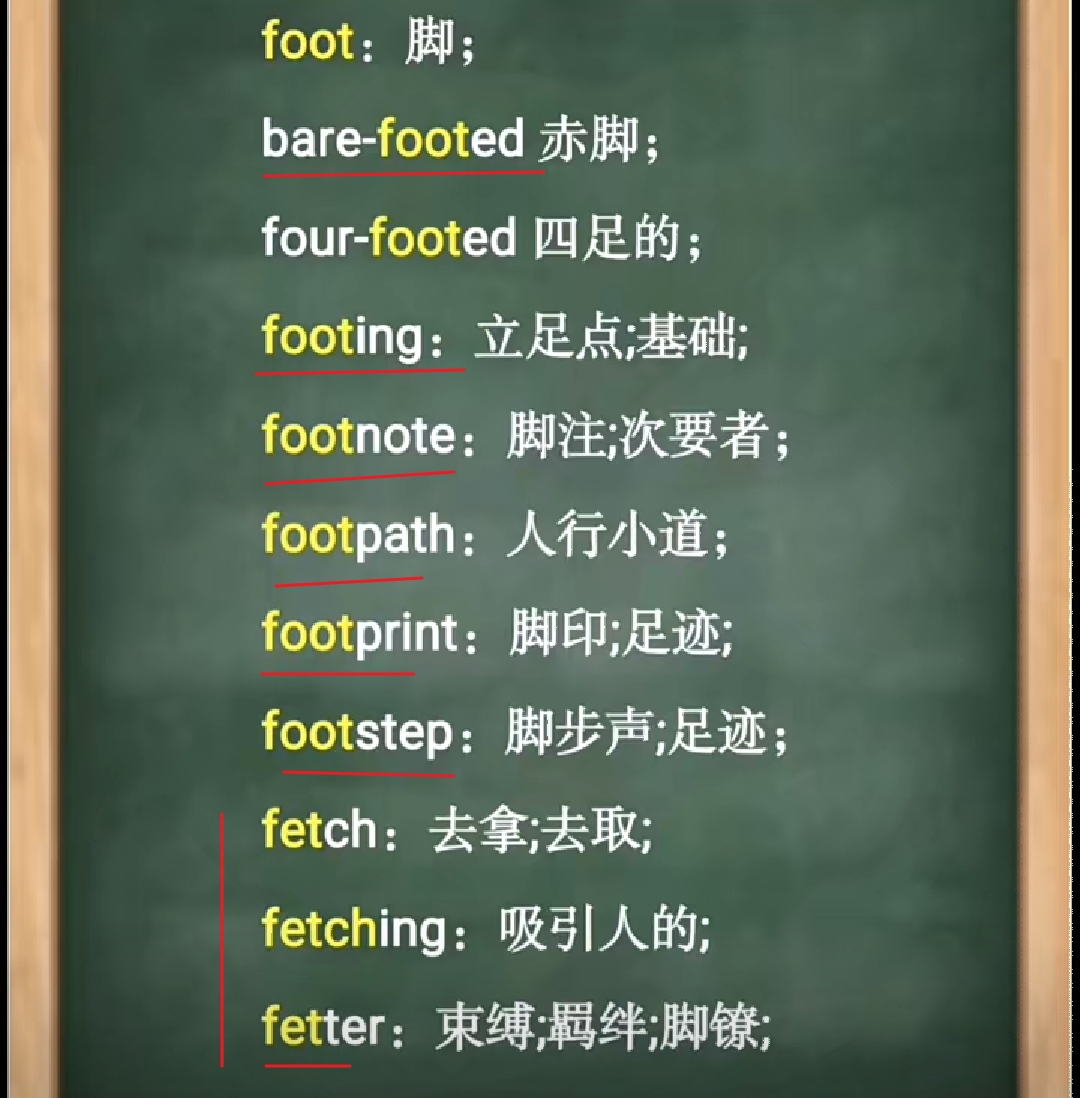 foot：脚；
bare-footed 赤脚；
four-footed 四足的；
footing：立足点;基础;
footnote：脚注;次要者；
footpath：人行小道；
footprint：脚印;足迹;
footstep：脚步声;足迹；
fetch：去拿;去取;
fetching：吸引人的;
fetter：束缚;羁绊;脚镣;